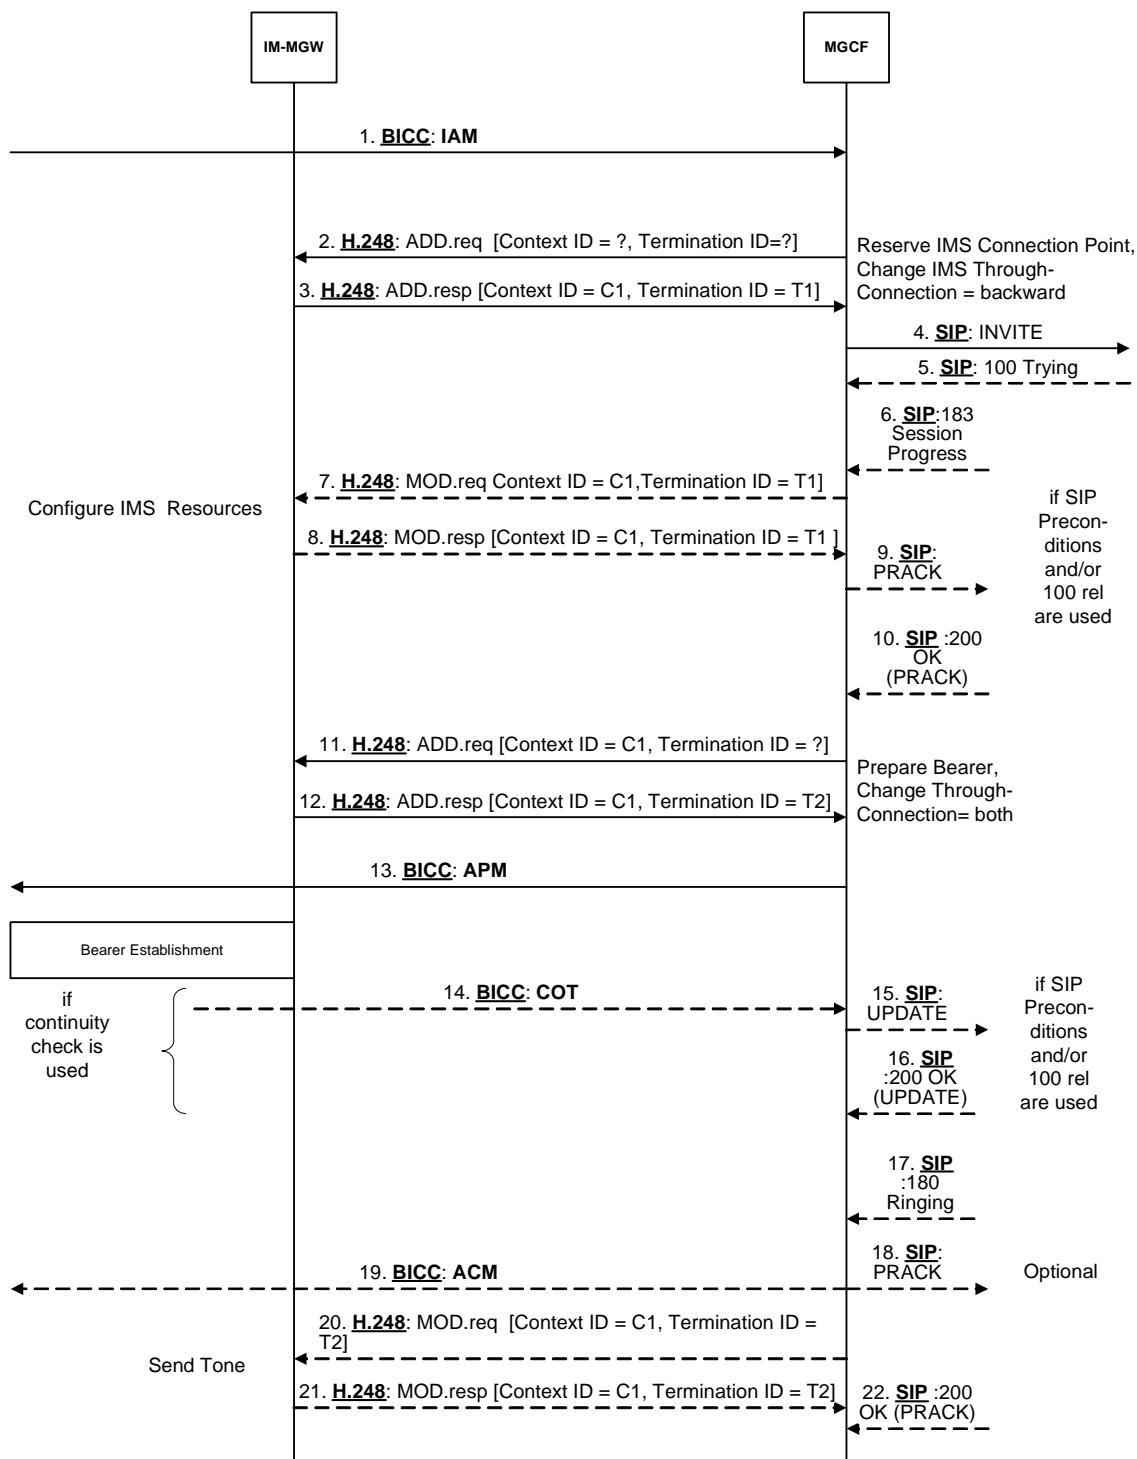 IM-MGW
MGCF
1. BICC: IAM
2. H.248: ADD.req  [Context ID = ?, Termination ID=?]
Reserve IMS Connection Point,
Change IMS Through-
Connection = backward
3. H.248: ADD.resp [Context ID = C1, Termination ID = T1]
4. SIP: INVITE
5. SIP: 100 Trying
6. SIP:183
Session
Progress
7. H.248: MOD.req Context ID = C1,Termination ID = T1]
Configure IMS  Resources
8. H.248: MOD.resp [Context ID = C1, Termination ID = T1 ]
9. SIP:
PRACK
if SIP
Precon-
ditions
and/or
100 rel
are used
10. SIP :200
OK
(PRACK)
11. H.248: ADD.req [Context ID = C1, Termination ID = ?]
Prepare Bearer,
Change Through-
Connection= both
12. H.248: ADD.resp [Context ID = C1, Termination ID = T2]
13. BICC: APM
Bearer Establishment
if
continuity
check is
used
14. BICC: COT
15. SIP:
UPDATE
if SIP
Precon-
ditions
and/or
100 rel
are used
16. SIP
:200 OK
(UPDATE)
17. SIP
:180
Ringing
18. SIP:
PRACK
Optional
19. BICC: ACM
20. H.248: MOD.req  [Context ID = C1, Termination ID =
T2]
Send Tone
21. H.248: MOD.resp [Context ID = C1, Termination ID = T2]
22. SIP :200
OK (PRACK)